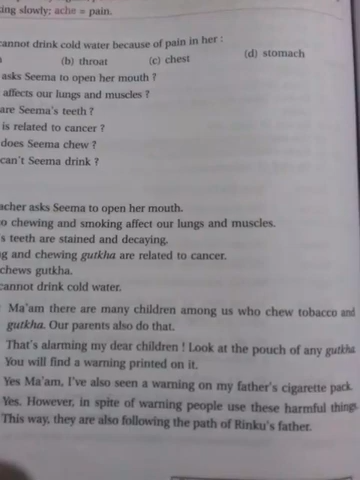 ing slowly; ache = pain.
cannot drink cold water because of pain in her :
(b) throat (c) chest (d) stomach
asks Seema to open her mouth ?
affects our lungs and muscles ?
are Seema's teeth ?
is related to cancer ?
does Seema chew ?
can't Seema drink ?
acher asks Seema to open her mouth.
o chewing and smoking affect our lungs and muscles.
s teeth are stained and decaying.
g and chewing gutkha are related to cancer.
chews gutkha.
cannot drink cold water.
Ma'am there are many children among us who chew tobacco and
gutkha. Our parents also do that.
That's alarming my dear children ! Look at the pouch of any gutkha
You will find a warning printed on it.
Yes Ma'am, I've also seen a warning on my father's cigarette pack.
Yes. However, in spite of warning people use these harmful things.
This way, they are also following the path of Rinku's father.